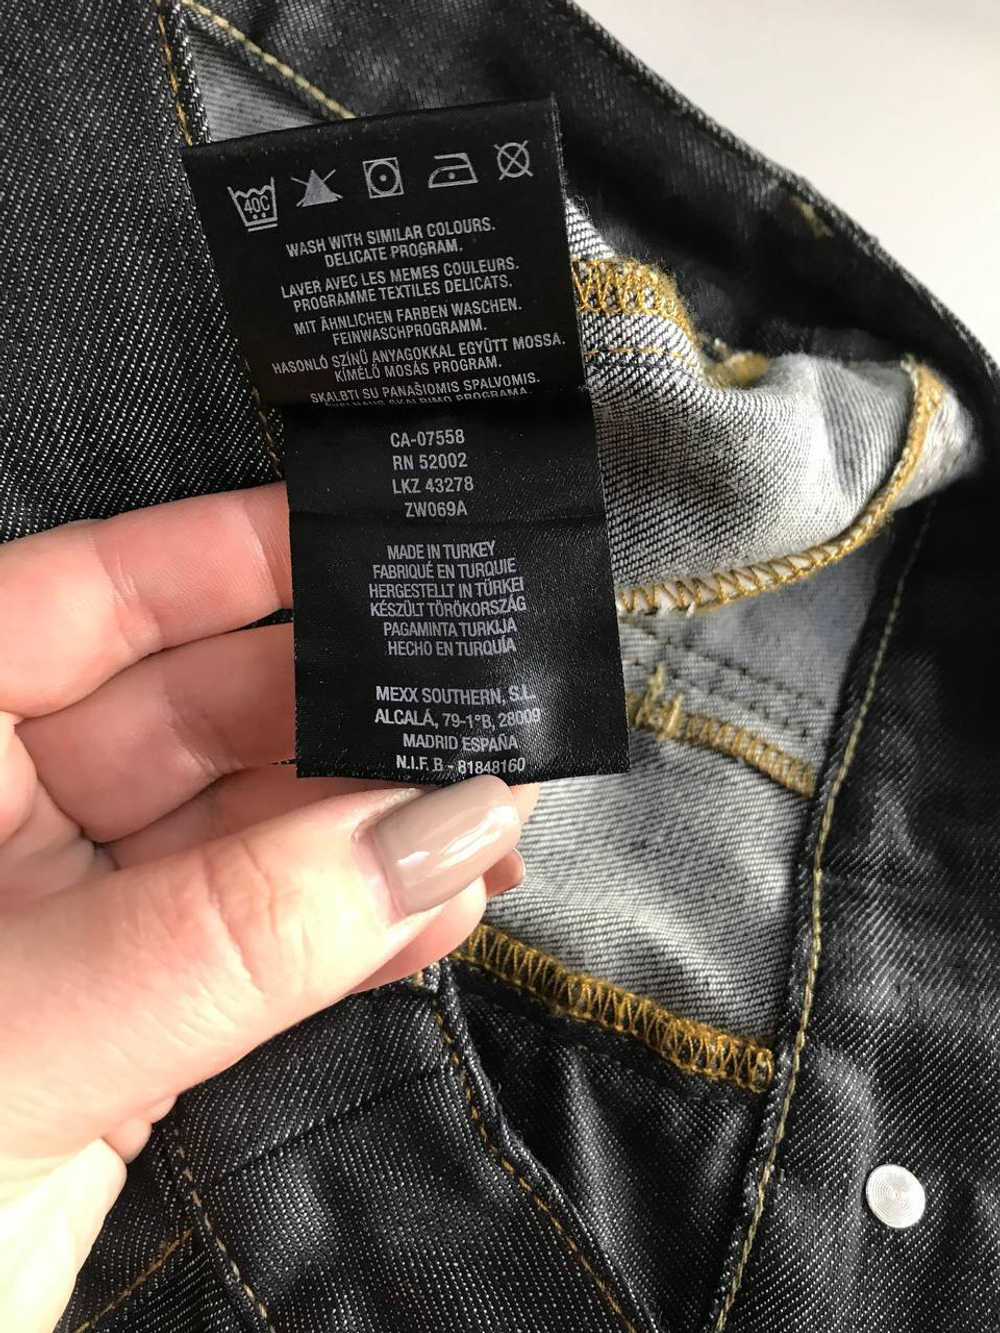 40C
WASH WITH SIMILAR COLOURS.
DELICATE PROGRAM.
LAVER AVEC LES MEMES COULEURS.
PROGRAMME TEXTILES DELICATS.
MIT ÄHNLICHEN FARBEN WASCHEN.
FEINWASCHPROGRAMM.
HASONLÓ SZÍNŰ ANYAGOKKAL EGYÜTT MOSSA.
KÍMÉLŐ MOSÁS PROGRAM.
SKALBTI SU PANAŠIOMIS SPALVOMIS.
SKALBIMO PROGRAMA.
CA-07558
RN 52002
LKZ 43278
ZW069A
MADE IN TURKEY
FABRIQUÉ EN TURQUIE
HERGESTELLT IN TÜRKEI
KÉSZÜLT TÖRÖKORSZÁG
PAGAMINTA TURKIJA
HECHO EN TURQUÍA
MEXX SOUTHERN, S.L.
ALCALÁ, 79-1°B, 28009
MADRID ESPAÑA
N.I.F. B - 81848160